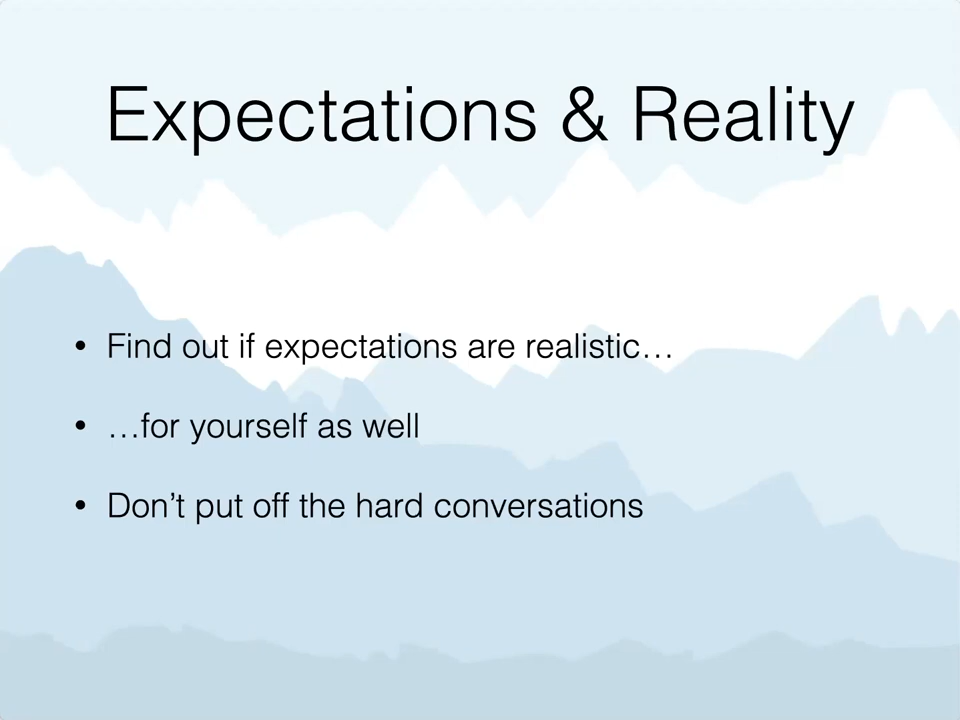 Expectations & Reality
• Find out if expectations are realistic…
• …for yourself as well
• Don’t put off the hard conversations